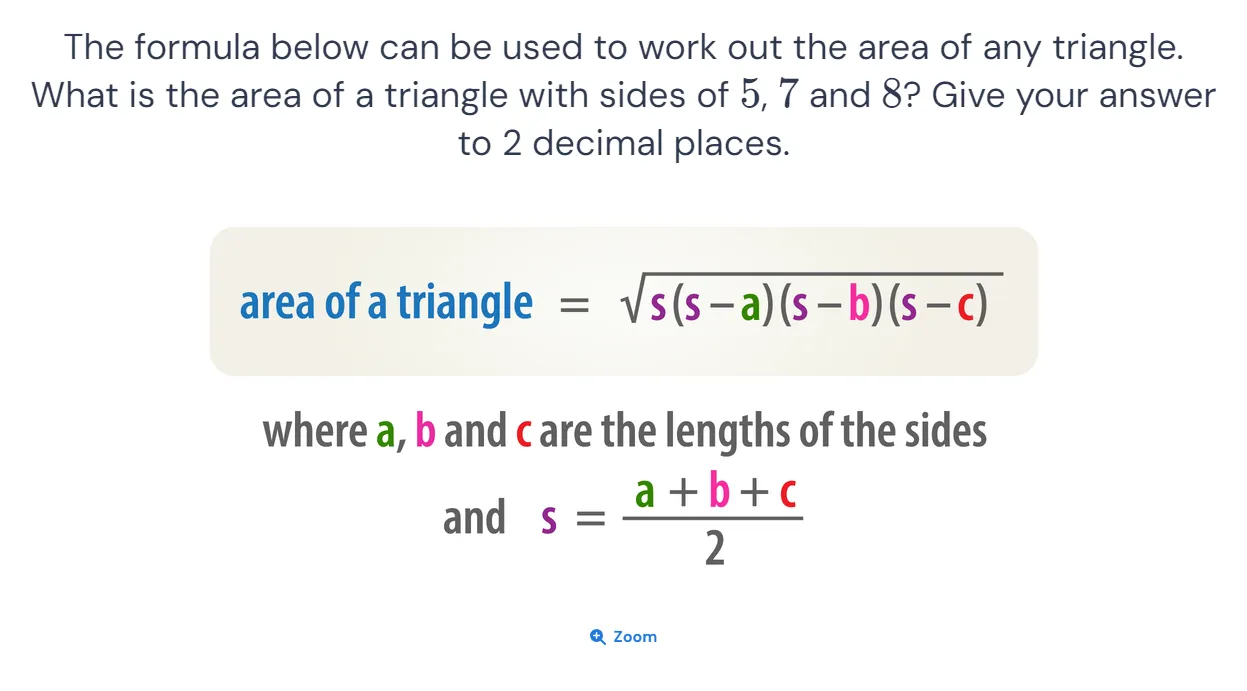 The formula below can be used to work out the area of any triangle.
What is the area of a triangle with sides of 5, 7 and 8? Give your answer
to 2 decimal places.
area of a triangle = √s(s−a)(s−b)(s−c)
where a, b and c are the lengths of the sides
and s = a + b + c
2
Zoom